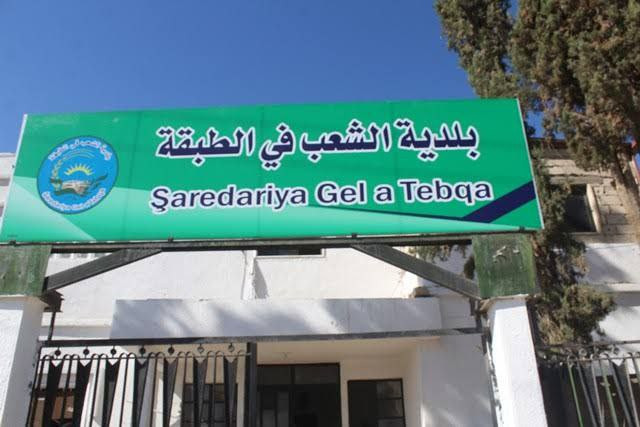 بلدية الشعب في الطبقة
Şaredariya Gel a Tebqa